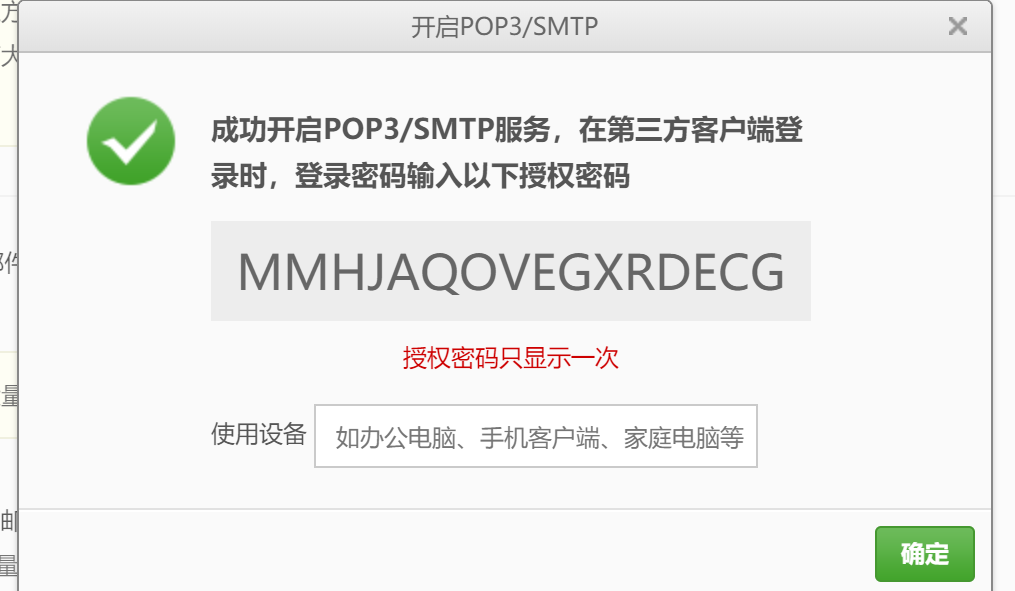 开启POP3/SMTP
成功开启POP3/SMTP服务，在第三方客户端登
录时，登录密码输入以下授权密码
MMHJAQOVEGXRDECG
授权密码只显示一次
使用设备 如办公电脑、手机客户端、家庭电脑等
确定